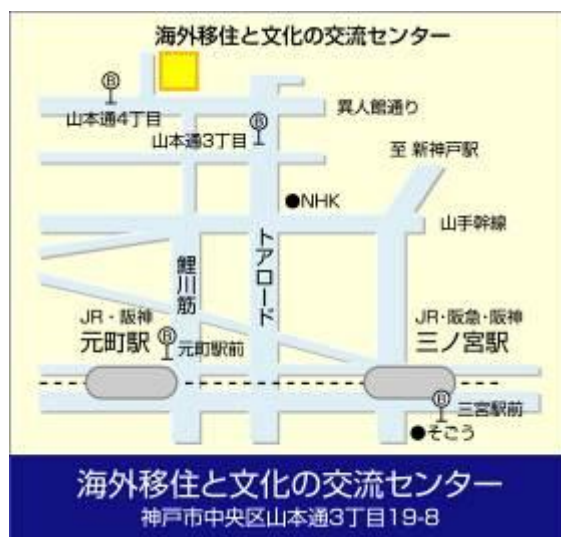 海外移住と文化の交流センター
Ⓑ
山本通4丁目
異人館通り
Ⓑ
山本通3丁目
至 新神戸駅
●NHK
山手幹線
鯉川筋
トアロード
JR・阪神
元町駅
Ⓑ
元町駅前
JR・阪急・阪神
三ノ宮駅
Ⓑ
三宮駅前
●そごう
海外移住と文化の交流センター
神戸市中央区山本通3丁目19-8